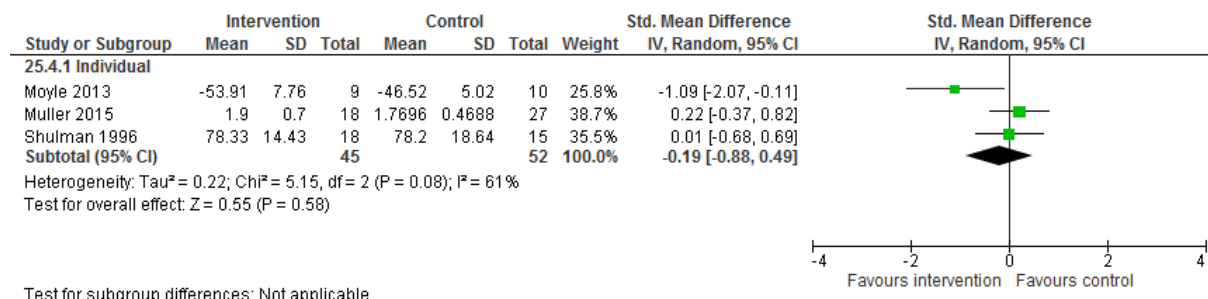 Intervention Control Std. Mean Difference Std. Mean Difference
Study or Subgroup Mean SD Total Mean SD Total Weight IV, Random, 95% CI IV, Random, 95% CI
25.4.1 Individual
Moyle 2013 -53.91 7.76 9 -46.52 5.02 10 25.8% -1.09 [-2.07, -0.11]
Muller 2015 1.9 0.7 18 1.7696 0.4688 27 38.7% 0.22 [-0.37, 0.82]
Shulman 1996 78.33 14.43 18 78.2 18.64 15 35.5% 0.01 [-0.68, 0.69]
Subtotal (95% CI) 45 52 100.0% -0.19 [-0.88, 0.49]
Heterogeneity: Tau² = 0.22; Chi² = 5.15, df = 2 (P = 0.08); I² = 61%
Test for overall effect: Z = 0.55 (P = 0.58)
-4 -2 0 2 4
Favours intervention Favours control
Test for subgroup differences: Not applicable